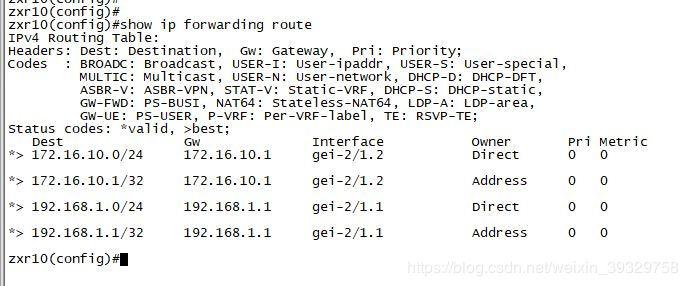 zxr10(config)#
zxr10(config)#show ip forwarding route
IPv4 Routing Table:
Headers: Dest: Destination,  Gw: Gateway,  Pri: Priority;
Codes  : BROADC: Broadcast, USER-I: User-ipaddr, USER-S: User-special,
MULTIC: Multicast, USER-N: User-network, DHCP-D: DHCP-DFT,
ASBR-V: ASBR-VPN, STAT-V: Static-VRF, DHCP-S: DHCP-static,
GW-FWD: PS-BUSI, NAT64: Stateless-NAT64, LDP-A: LDP-area,
GW-UE: PS-USER, P-VRF: Per-VRF-label, TE: RSVP-TE;
Status codes: *valid, >best;
Dest Gw Interface Owner Pri Metric
*> 172.16.10.0/24 172.16.10.1 gei-2/1.2 Direct 0 0
*> 172.16.10.1/32 172.16.10.1 gei-2/1.2 Address 0 0
*> 192.168.1.0/24 192.168.1.1 gei-2/1.1 Direct 0 0
*> 192.168.1.1/32 192.168.1.1 gei-2/1.1 Address 0 0
zxr10(config)#
https://blog.csdn.net/weixin_39329758